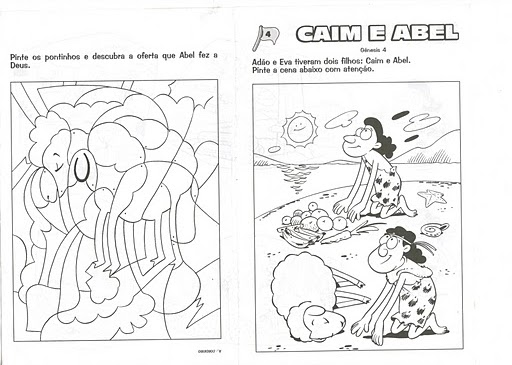 Pinte os pontinhos e descubra a oferta que Abel fez a
Deus.
4
CAIM E ABEL
Gênesis 4
Adão e Eva tiveram dois filhos: Caim e Abel.
Pinte a cena abaixo com atenção.